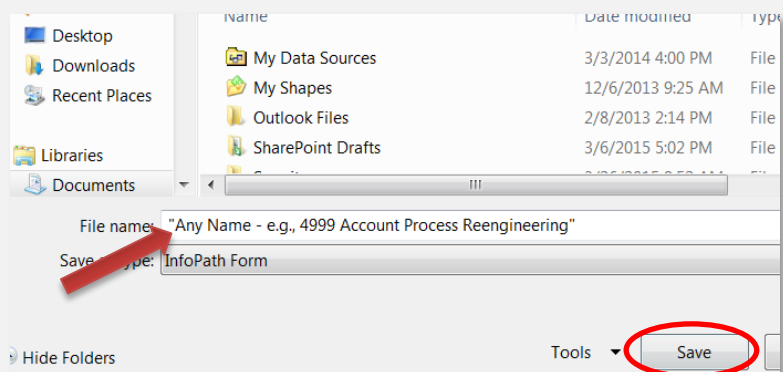 Name Date modified
Desktop
My Data Sources 3/3/2014 4:00 PM File
Downloads
My Shapes 12/6/2013 9:25 AM File
Recent Places
Outlook Files 2/8/2013 2:14 PM File
SharePoint Drafts 3/6/2015 5:02 PM File
Libraries
Documents
File name: "Any Name - e.g., 4999 Account Process Reengineering"
Save type: InfoPath Form
Hide Folders Tools Save